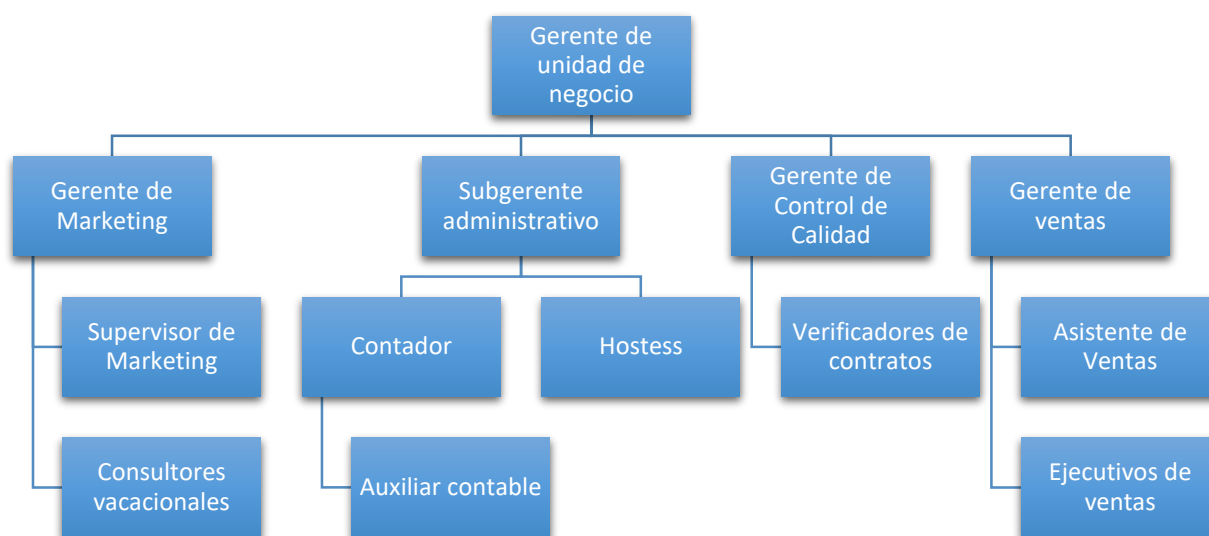 Gerente de
unidad de
negocio
Gerente de
Marketing
Subgerente
administrativo
Gerente de
Control de
Calidad
Gerente de
ventas
Supervisor de
Marketing
Contador
Hostess
Verificadores de
contratos
Asistente de
Ventas
Consultores
vacacionales
Auxiliar contable
Ejecutivos de
ventas